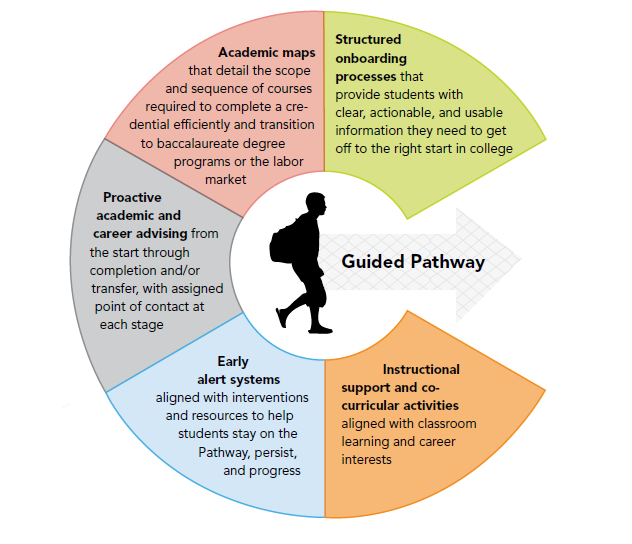 Structured
onboarding
processes that
provide students with
clear, actionable, and usable
information they need to get
off to the right start in college
Academic maps
that detail the scope
and sequence of courses
required to complete a cre-
dential efficiently and transition
to baccalaureate degree
programs or the labor
market
Proactive
academic and
career advising from
the start through
completion and/or
transfer, with assigned
point of contact at
each stage
Early
alert systems
aligned with interventions
and resources to help
students stay on the
Pathway, persist,
and progress
Instructional
support and co-
curricular activities
aligned with classroom
learning and career
interests
Guided Pathway